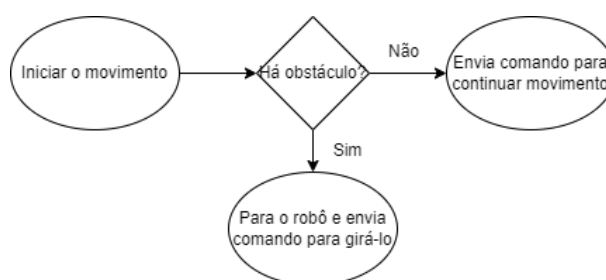 Iniciar o movimento
Há obstáculo?
Não
Envia comando para
continuar movimento
Sim
Para o robô e envia
comando para girá-lo